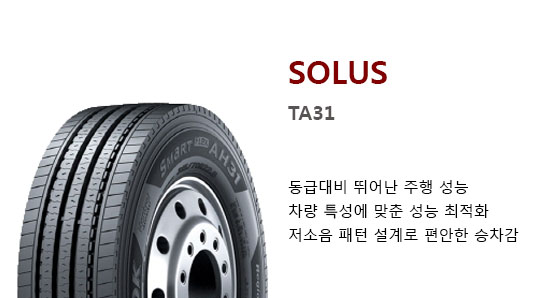 SOLUS
TA31
SMART
AH31
동급대비 뛰어난 주행 성능
차량 특성에 맞춘 성능 최적화
저소음 패턴 설계로 편안한 승차감